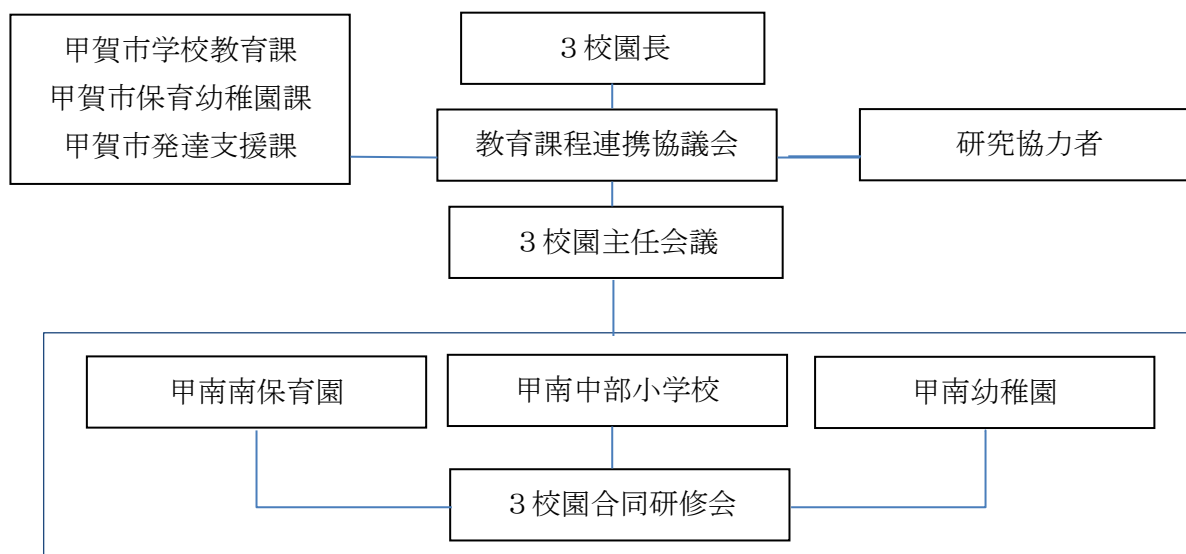 甲賀市学校教育課
甲賀市保育幼稚園課
甲賀市発達支援課
３校園長
教育課程連携協議会
研究協力者
３校園主任会議
甲南南保育園
甲南中部小学校
甲南幼稚園
３校園合同研修会